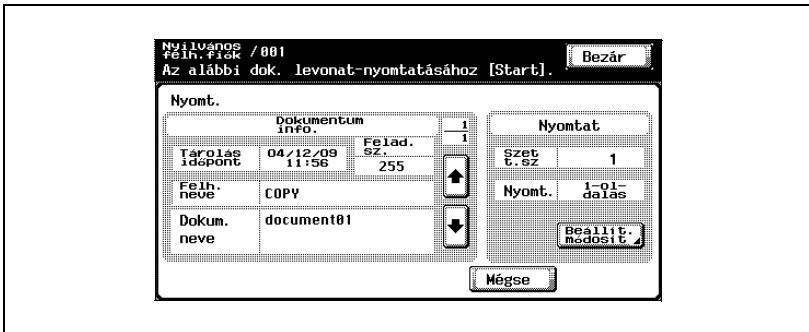 Nyilvános
felh.fiók /001
Bezár
Az alábbi dok. levonat-nyomtatásához [Start].
Nyomt.
Dokumentum
info.
1
1
Tárolás
időpont
04/12/09
11:56
Felad.
sz.
255
Felh.
neve
COPY
Dokum.
neve
document01
Nyomtat
Szet
t.sz
1
Nyomt.
1-ol-
dalas
Beállít.
módosít
Mégse